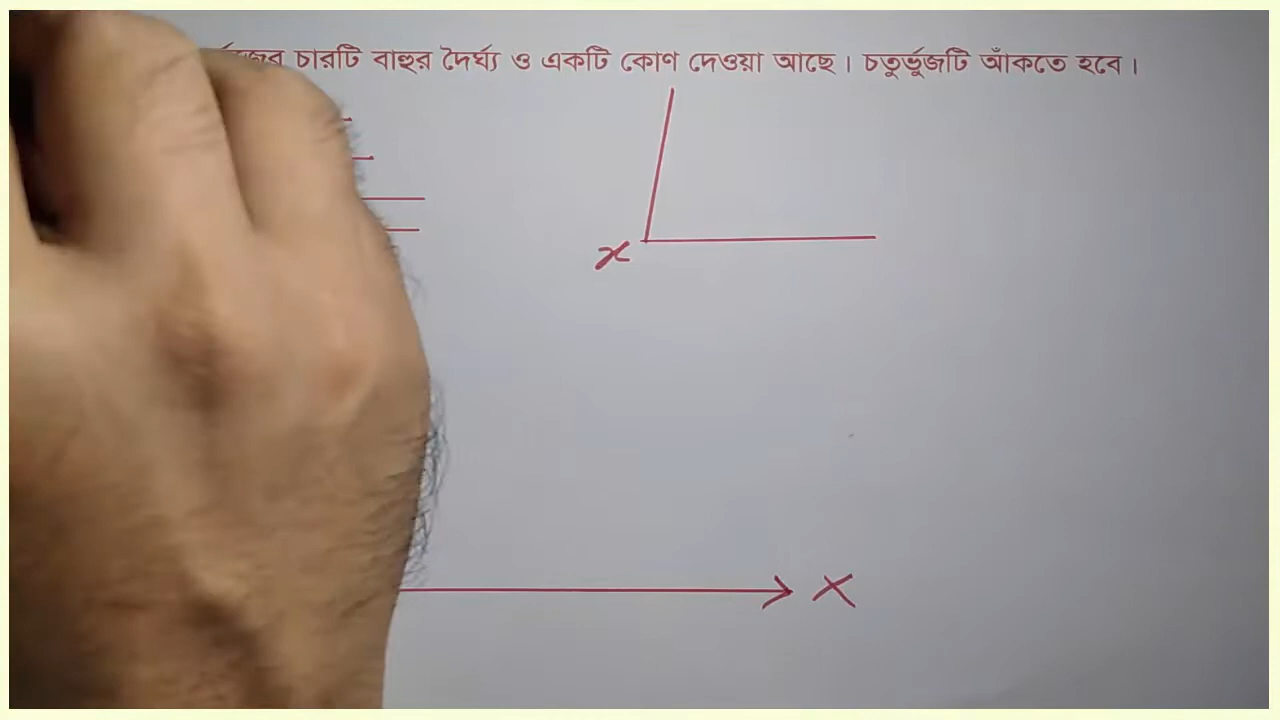 চারটি বাহুর দৈর্ঘ্য ও একটি কোণ দেওয়া আছে। চতুর্ভুজটি আঁকতে হবে।
x
X